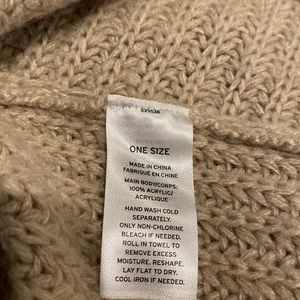 ONE SIZE
MADE IN CHINA
FABRIQUÉ EN CHINE
MAIN BODY/CORPS:
100% ACRYLIC/
ACRYLIQUE
HAND WASH COLD
SEPARATELY.
ONLY NON-CHLORINE
BLEACH IF NEEDED.
ROLL IN TOWEL TO
REMOVE EXCESS
MOISTURE. RESHAPE.
LAY FLAT TO DRY.
COOL IRON IF NEEDED.